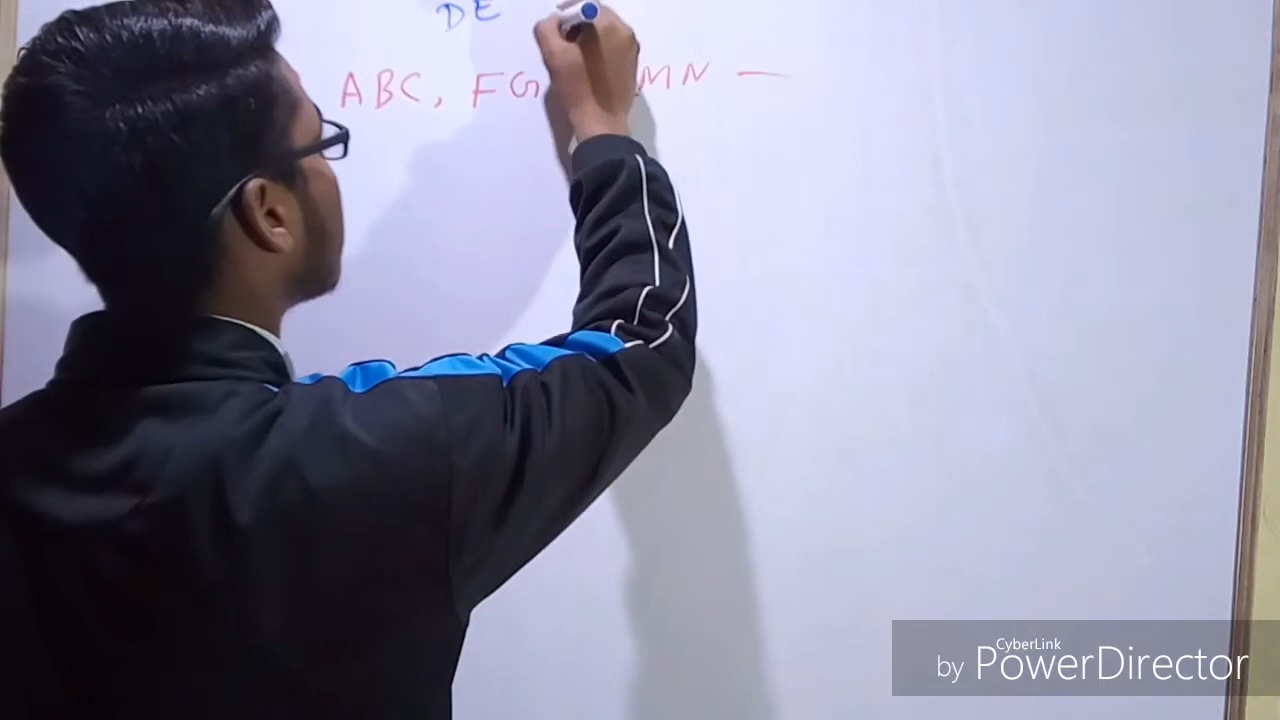 DE
ABC, FG MN —
CyberLink
by PowerDirector